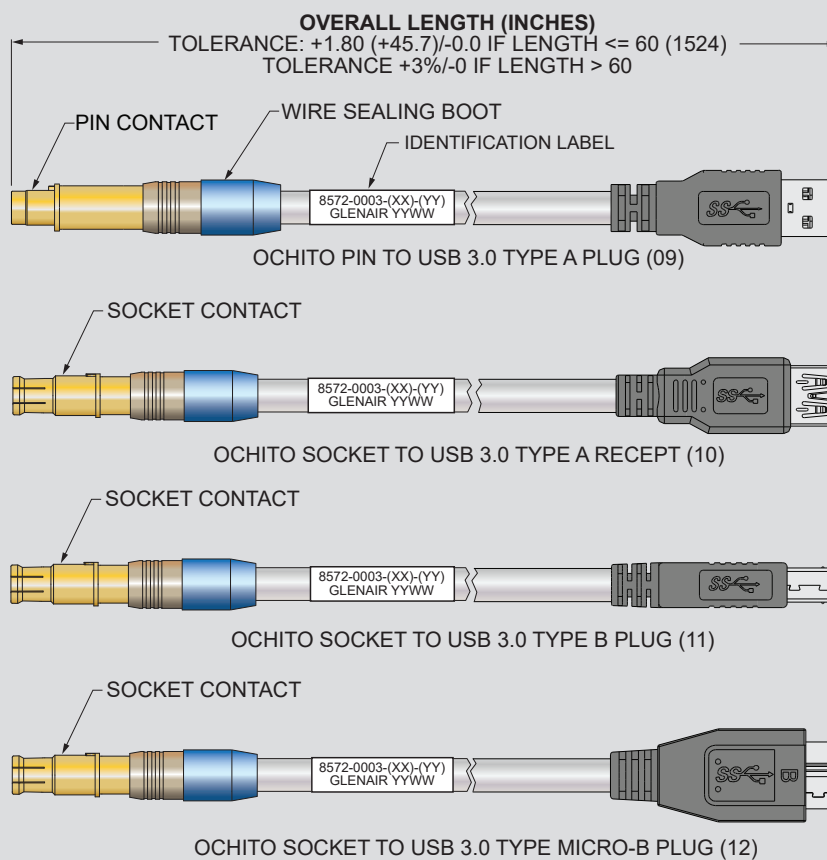 OVERALL LENGTH (INCHES)
TOLERANCE: +1.80 (+45.7)/-0.0 IF LENGTH <= 60 (1524)
TOLERANCE +3%/-0 IF LENGTH > 60
PIN CONTACT
WIRE SEALING BOOT
IDENTIFICATION LABEL
8572-0003-(XX)-(YY)
GLENAIR YYWW
SS
OCHITO PIN TO USB 3.0 TYPE A PLUG (09)
SOCKET CONTACT
8572-0003-(XX)-(YY)
GLENAIR YYWW
SS
OCHITO SOCKET TO USB 3.0 TYPE A RECEPT (10)
SOCKET CONTACT
8572-0003-(XX)-(YY)
GLENAIR YYWW
SS
OCHITO SOCKET TO USB 3.0 TYPE B PLUG (11)
SOCKET CONTACT
8572-0003-(XX)-(YY)
GLENAIR YYWW
SS
B
OCHITO SOCKET TO USB 3.0 TYPE MICRO-B PLUG (12)